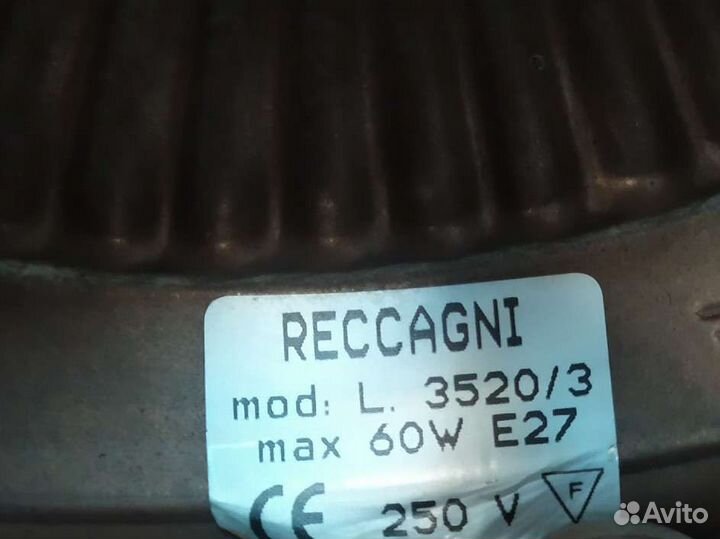 RECCAGNI
mod: L. 3520/3
max 60W E27
CE 250 V F
Avito